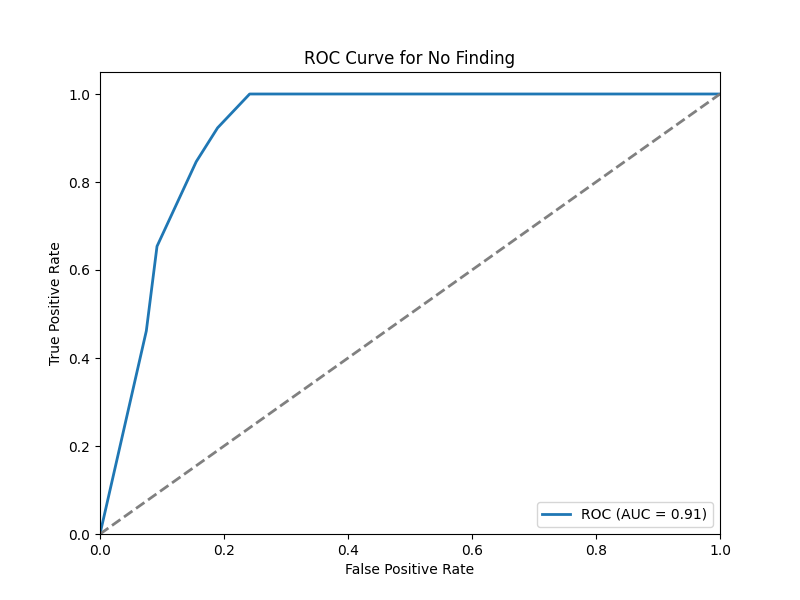 ROC Curve for No Finding
1.0
0.8
0.6
0.4
0.2
0.0
True Positive Rate
0.0 0.2 0.4 0.6 0.8 1.0
False Positive Rate
ROC (AUC = 0.91)